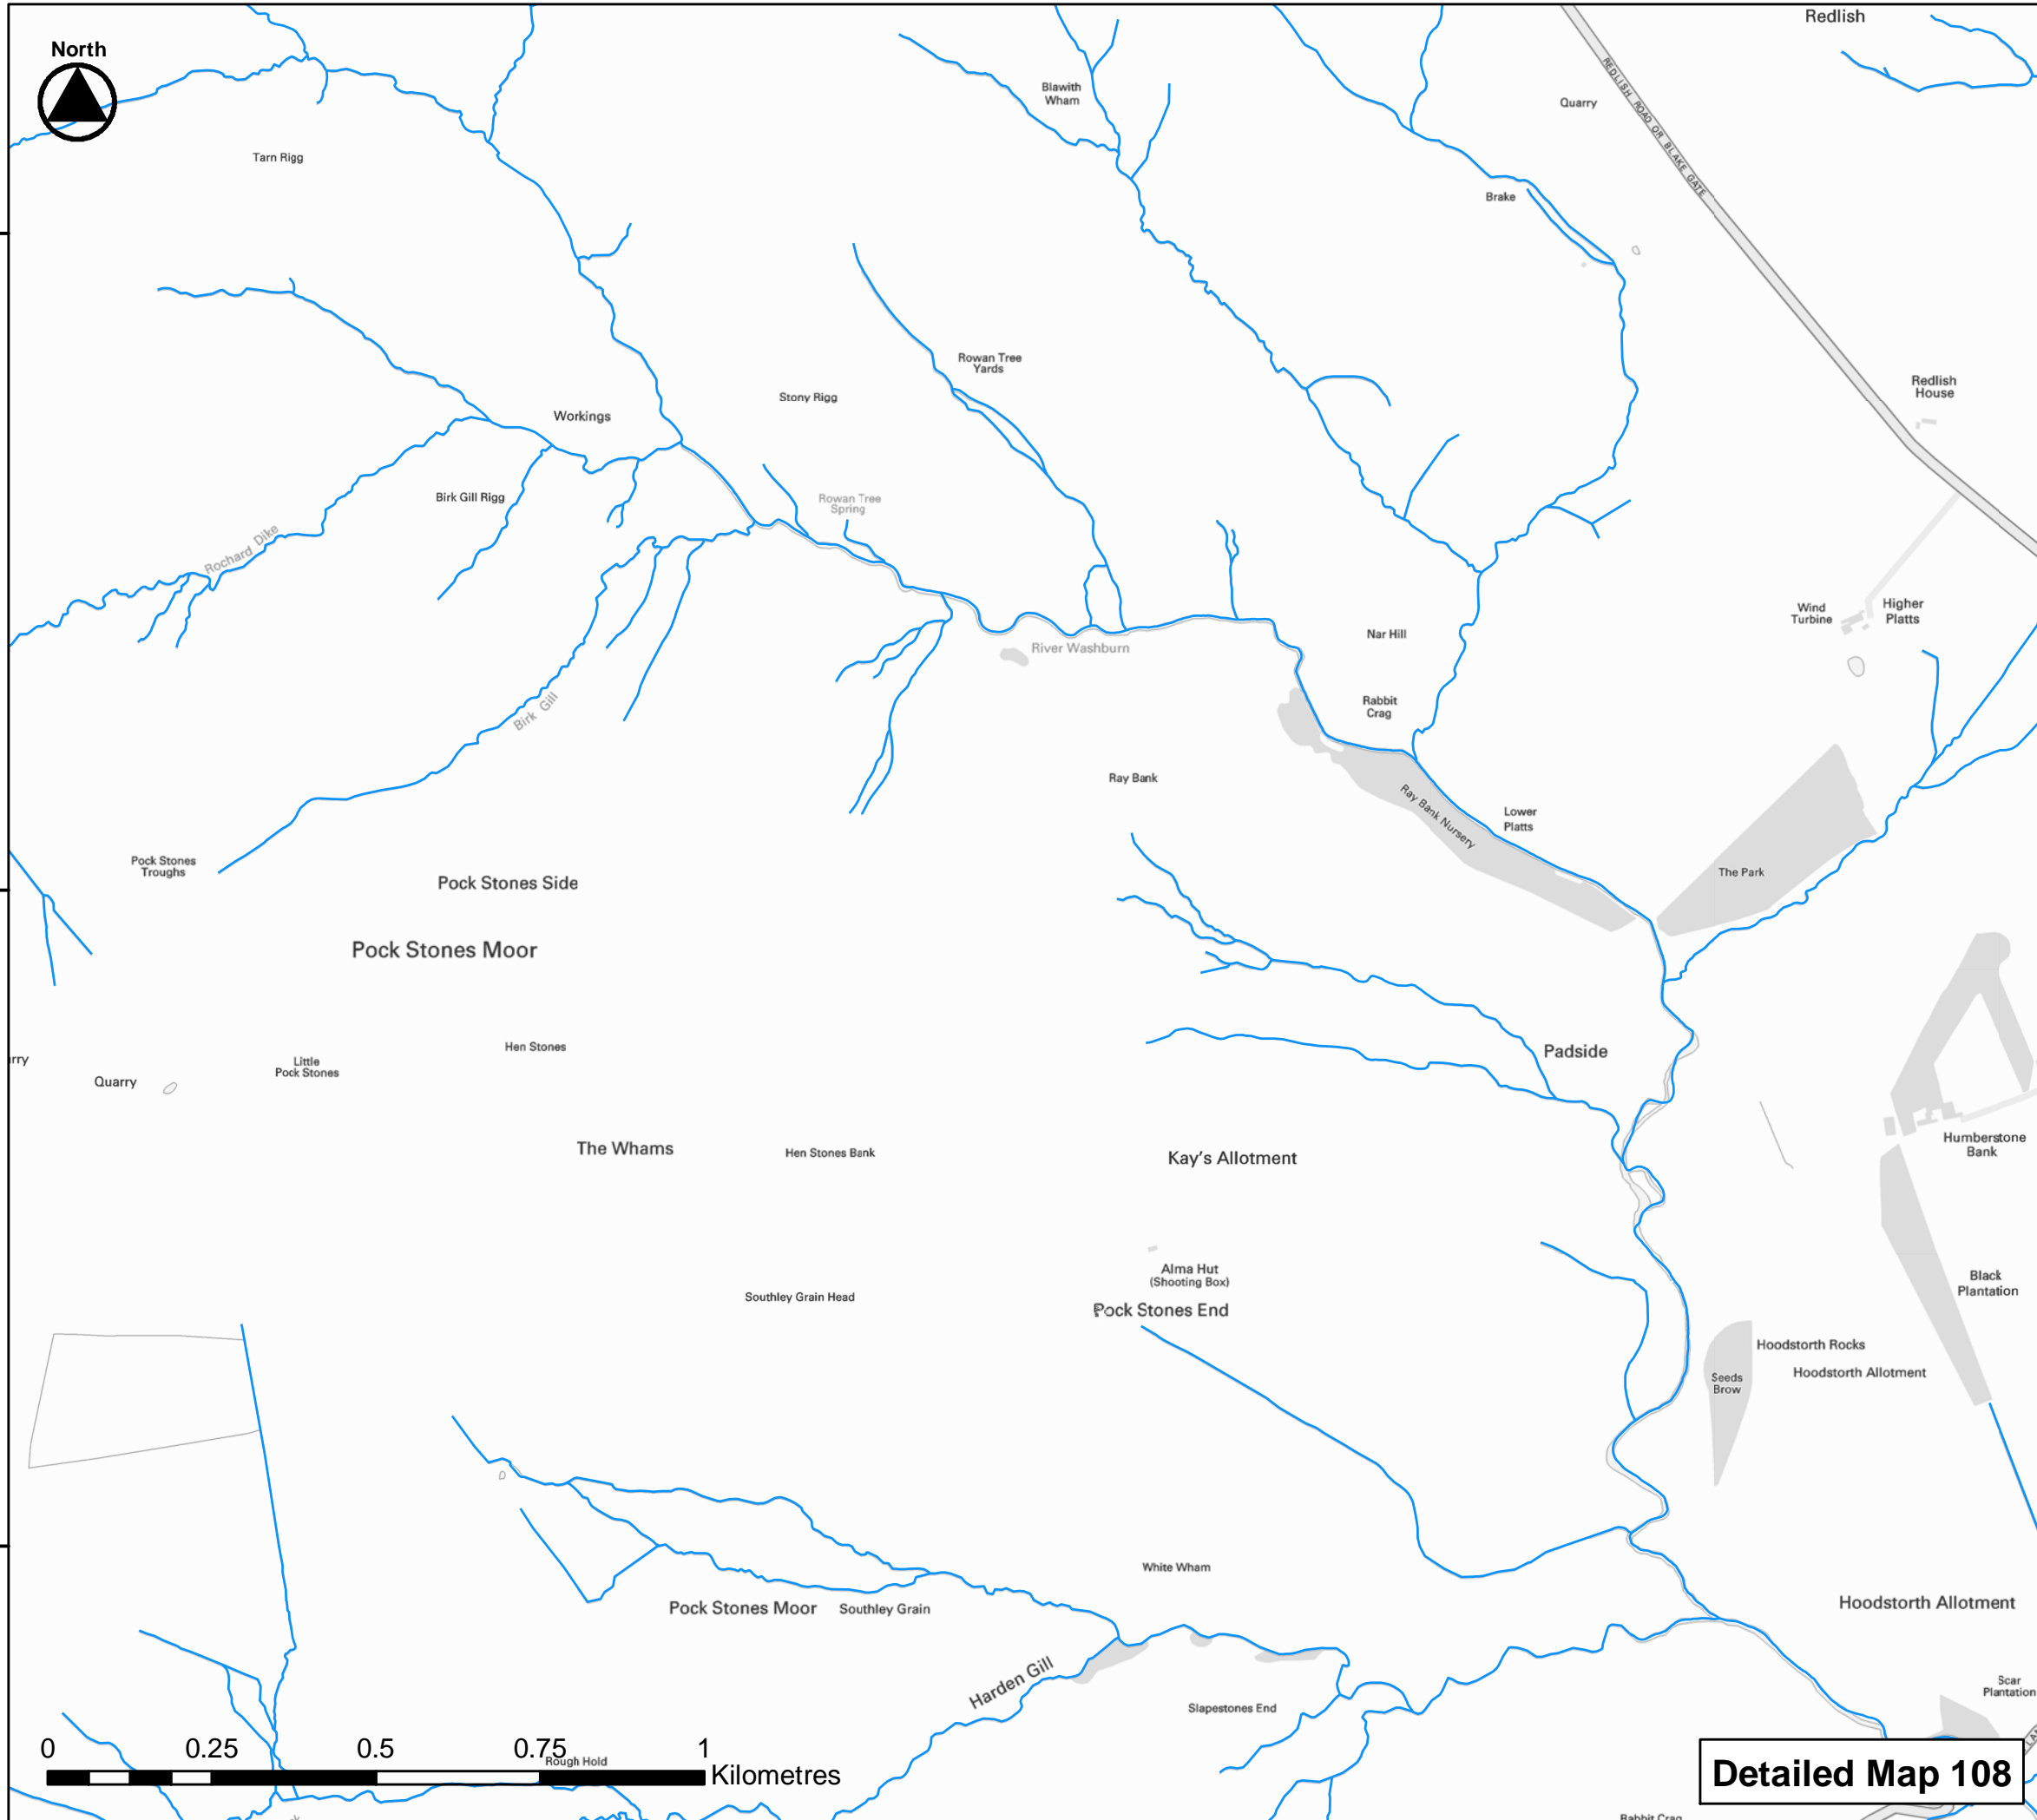 Redlish
North
REDLISH ROAD OR BLAKE GATE
Blawith
Wham
Quarry
Tarn Rigg
Brake
Rowan Tree
Yards
Redlish
House
Stony Rigg
Workings
Birk Gill Rigg
Rowan Tree
Spring
Rochard Dike
Wind
Turbine
Higher
Platts
Nar Hill
River Washburn
Rabbit
Crag
Birk Gill
Ray Bank
Ray Bank Nursery
Lower
Platts
Pock Stones
Troughs
The Park
Pock Stones Side
Pock Stones Moor
Hen Stones
Padside
Little
Pock Stones
Quarry
The Whams
Hen Stones Bank
Kay's Allotment
Humberstone
Bank
Alma Hut
(Shooting Box)
Black
Plantation
Southley Grain Head
Pock Stones End
Hoodstorth Rocks
Hoodstorth Allotment
Seeds
Brow
White Wham
Pock Stones Moor
Southley Grain
Hoodstorth Allotment
Harden Gill
Scar
Plantation
Slapestones End
0 0.25 0.5 0.75 1
Rough Hold
Kilometres
Detailed Map 108
Rabbit Crag